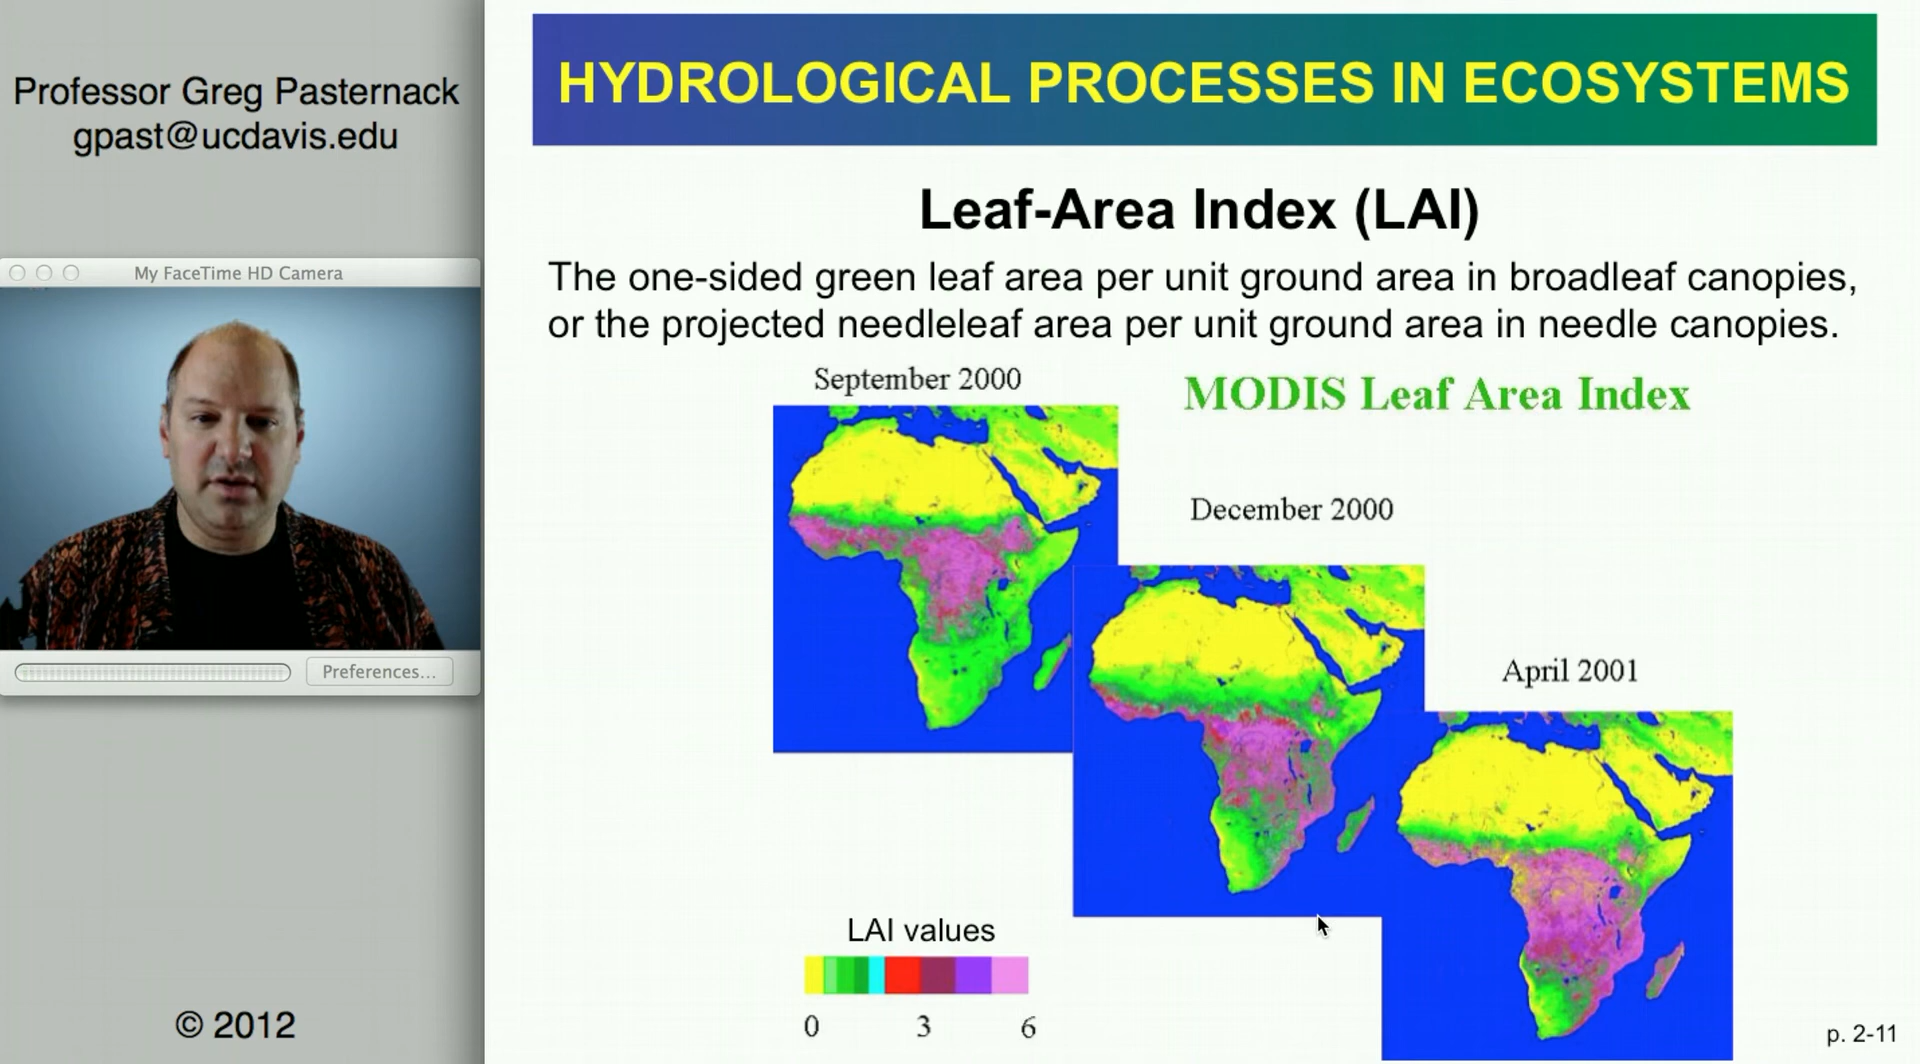 Professor Greg Pasternack
gpast@ucdavis.edu
My FaceTime HD Camera
Preferences...
© 2012
HYDROLOGICAL PROCESSES IN ECOSYSTEMS
Leaf-Area Index (LAI)
The one-sided green leaf area per unit ground area in broadleaf canopies,
or the projected needleleaf area per unit ground area in needle canopies.
September 2000
MODIS Leaf Area Index
December 2000
April 2001
LAI values
0 3 6
p. 2-11